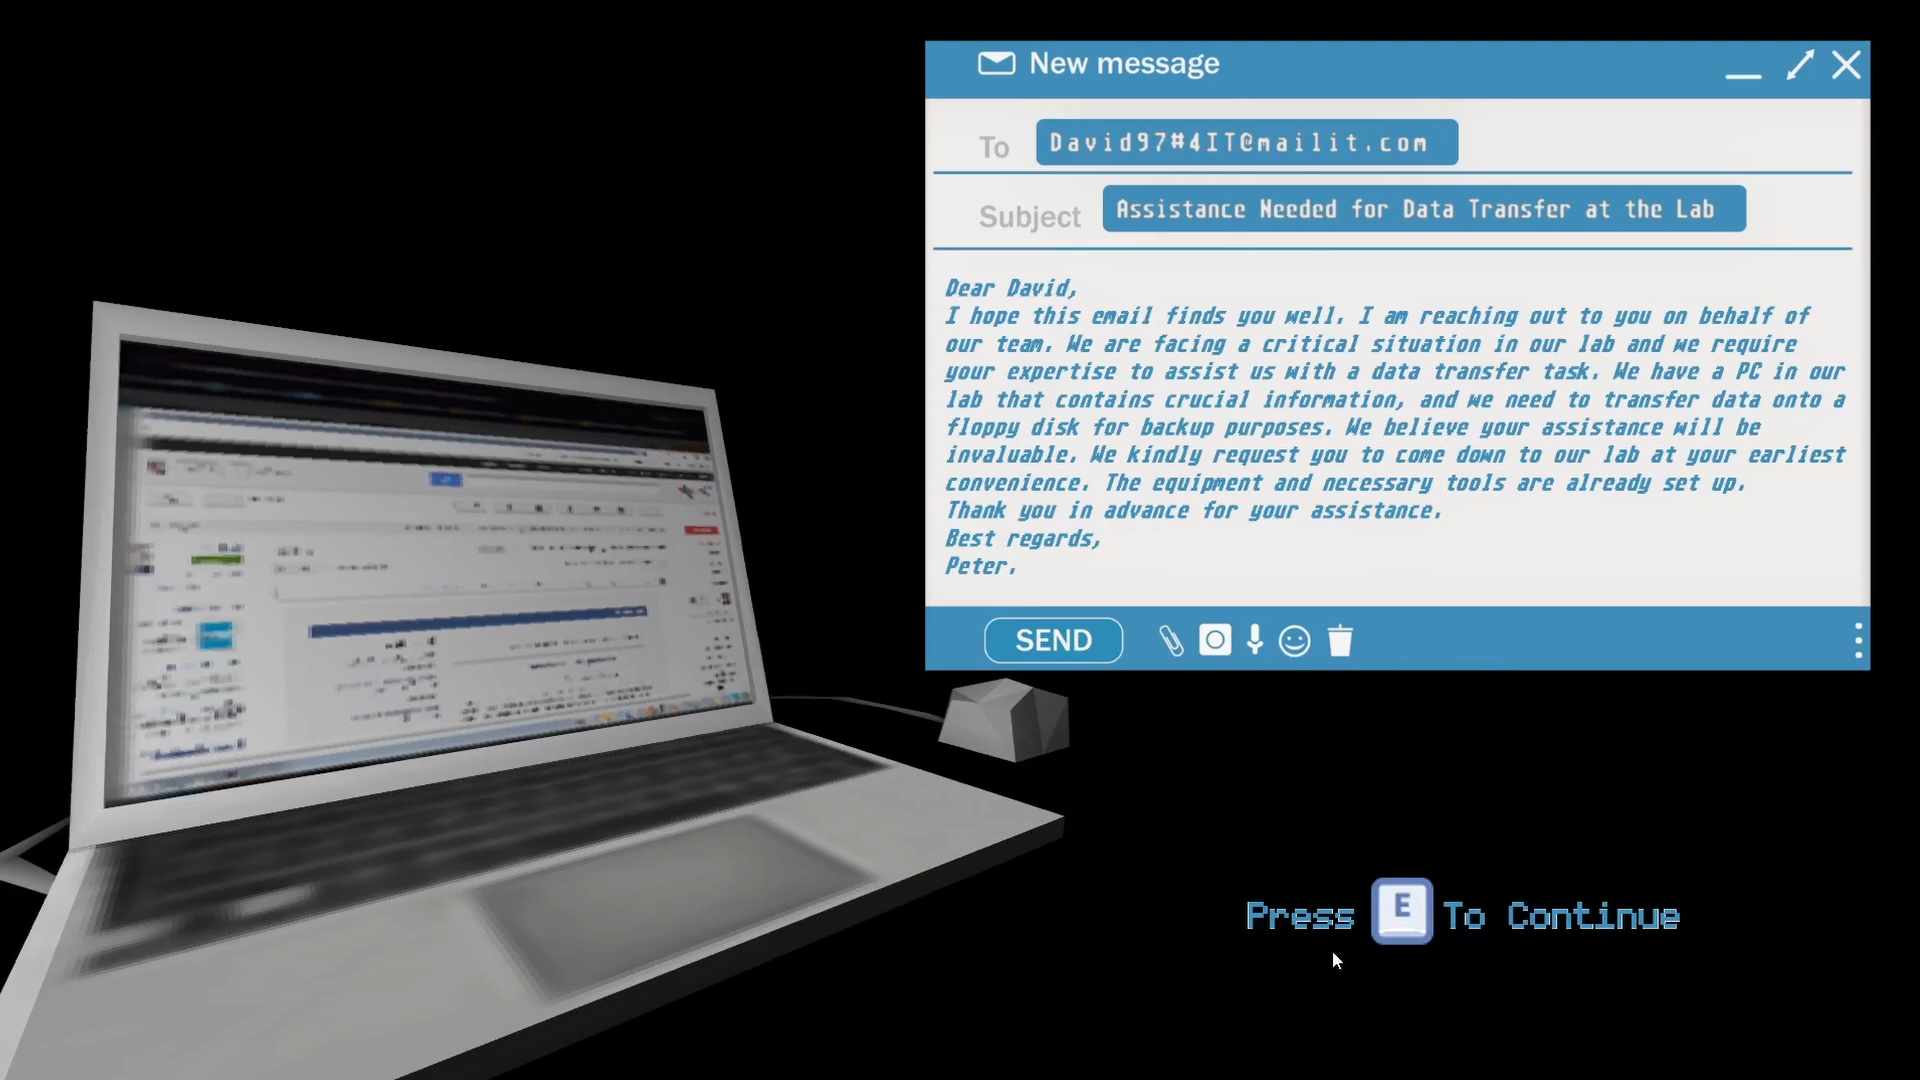 New message
To David97#4IT@mailit.com
Subject Assistance Needed for Data Transfer at the Lab
Dear David,
I hope this email finds you well. I am reaching out to you on behalf of
our team. We are facing a critical situation in our lab and we require
your expertise to assist us with a data transfer task. We have a PC in our
lab that contains crucial information, and we need to transfer data onto a
floppy disk for backup purposes. We believe your assistance will be
invaluable. We kindly request you to come down to our lab at your earliest
convenience. The equipment and necessary tools are already set up.
Thank you in advance for your assistance.
Best regards,
Peter.
SEND
Press E To Continue